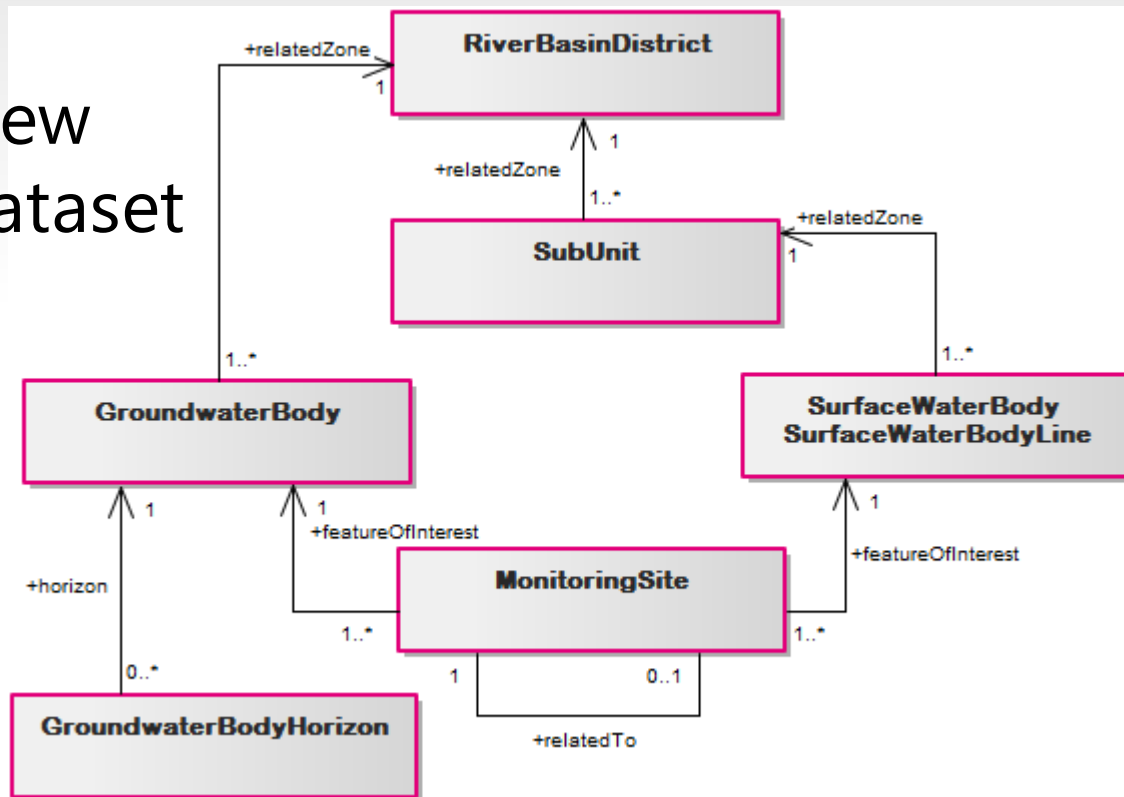 +relatedZone
RiverBasinDistrict
1
ew
1
+relatedZone
ataset
1..*
+relatedZone
SubUnit
1
1..*
1..*
GroundwaterBody
SurfaceWaterBody
SurfaceWaterBodyLine
1
1
1
+featureOfInterest
+featureOfInterest
MonitoringSite
+horizon
1..*
1..*
0..*
1
0..1
GroundwaterBodyHorizon
+relatedTo